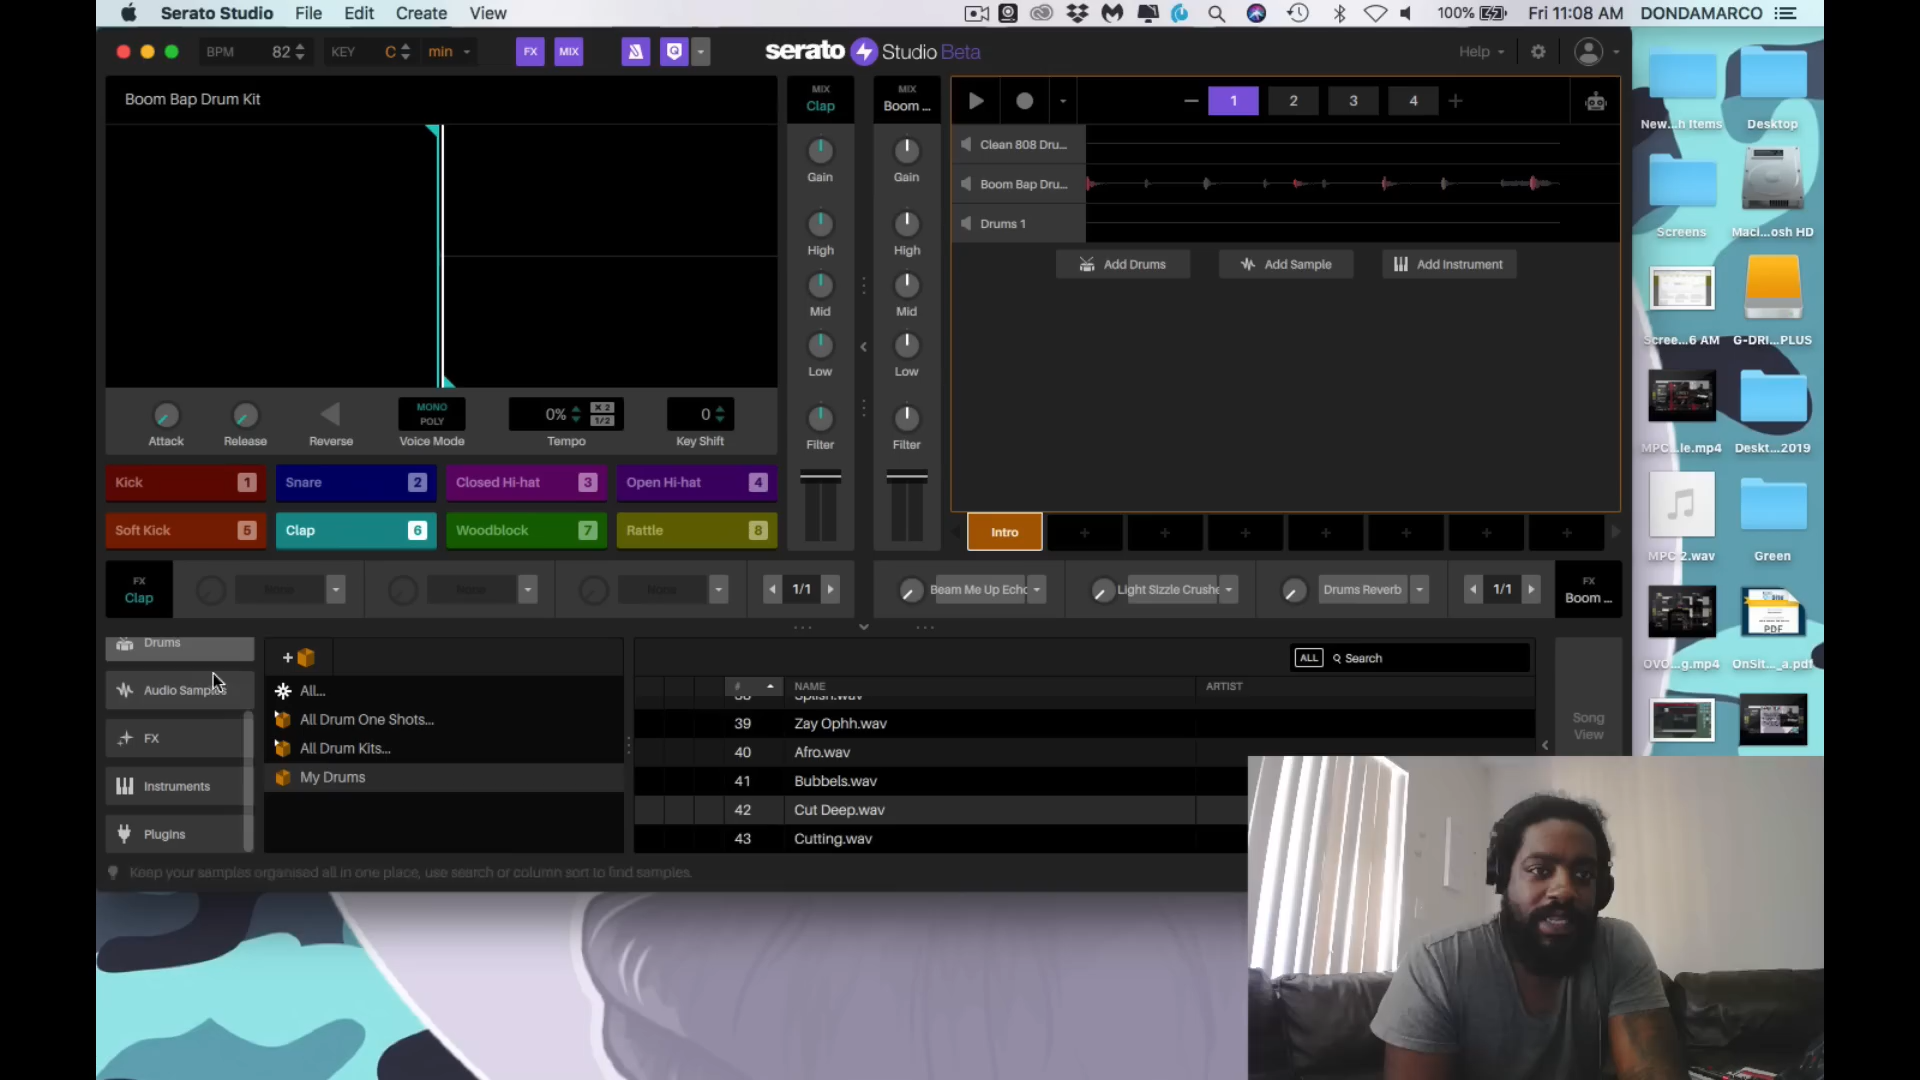 Serato Studio File Edit Create View 100% Fri 11:08 AM DONDAMARCO
BPM 82 KEY C min FX MIX serato Studio Beta Help
Boom Bap Drum Kit
MIX
Clap
MIX
Boom ...
1 2 3 4
Gain Gain
High High
Mid Mid
Low Low
Filter Filter
Clean 808 Dru...
Boom Bap Dru...
Drums 1
Add Drums Add Sample Add Instrument
MONO
POLY
0% X 2
1/2
0
Attack Release Reverse Voice Mode Tempo Key Shift
Kick 1 Snare 2 Closed Hi-hat 3 Open Hi-hat 4
Soft Kick 5 Clap 6 Woodblock 7 Rattle 8
Intro
FX
Clap
None None None 1/1
Beam Me Up Echo Light Sizzle Crushe Drums Reverb 1/1
FX
Boom ...
Drums
Audio Samples
FX
Instruments
Plugins
All...
All Drum One Shots...
All Drum Kits...
My Drums
ALL Search
# NAME ARTIST
38 Splish.wav
39 Zay Ophh.wav
40 Afro.wav
41 Bubbels.wav
42 Cut Deep.wav
43 Cutting.wav
Song
View
Keep your samples organised all in one place, use search or column sort to find samples.
New...h Items Desktop
Screens Maci...osh HD
Scree...6 AM G-DRI...PLUS
MPC...le.mp4 Deskt...2019
MPC 2.wav Green
PDF
OVO...g.mp4 OnSit..._a.pdf